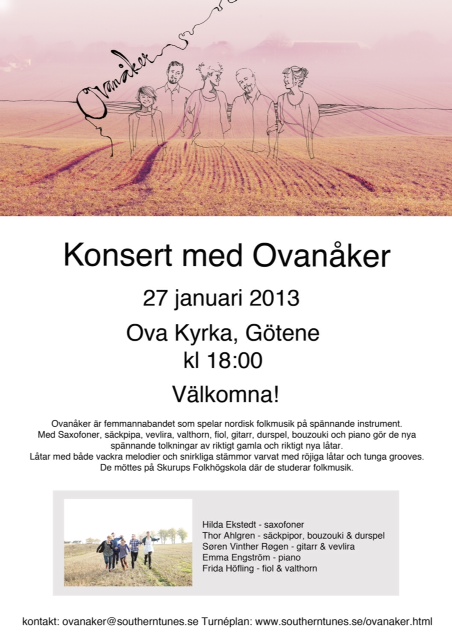 Ovanåker
Konsert med Ovanåker
27 januari 2013
Ova Kyrka, Götene
kl 18:00
Välkomna!
Ovanåker är femmannabandet som spelar nordisk folkmusik på spännande instrument.
Med Saxofoner, säckpipa, vevlira, valthorn, fiol, gitarr, durspel, bouzouki och piano gör de nya
spännande tolkningar av riktigt gamla och riktigt nya låtar.
Låtar med både vackra melodier och snirkliga stämmor varvat med röjiga låtar och tunga grooves.
De möttes på Skurups Folkhögskola där de studerar folkmusik.
Hilda Ekstedt - saxofoner
Thor Ahlgren - säckpipor, bouzouki & durspel
Søren Vinther Røgen - gitarr & vevlira
Emma Engström - piano
Frida Höfling - fiol & valthorn
kontakt: ovanaker@southerntunes.se Turnéplan: www.southerntunes.se/ovanaker.html